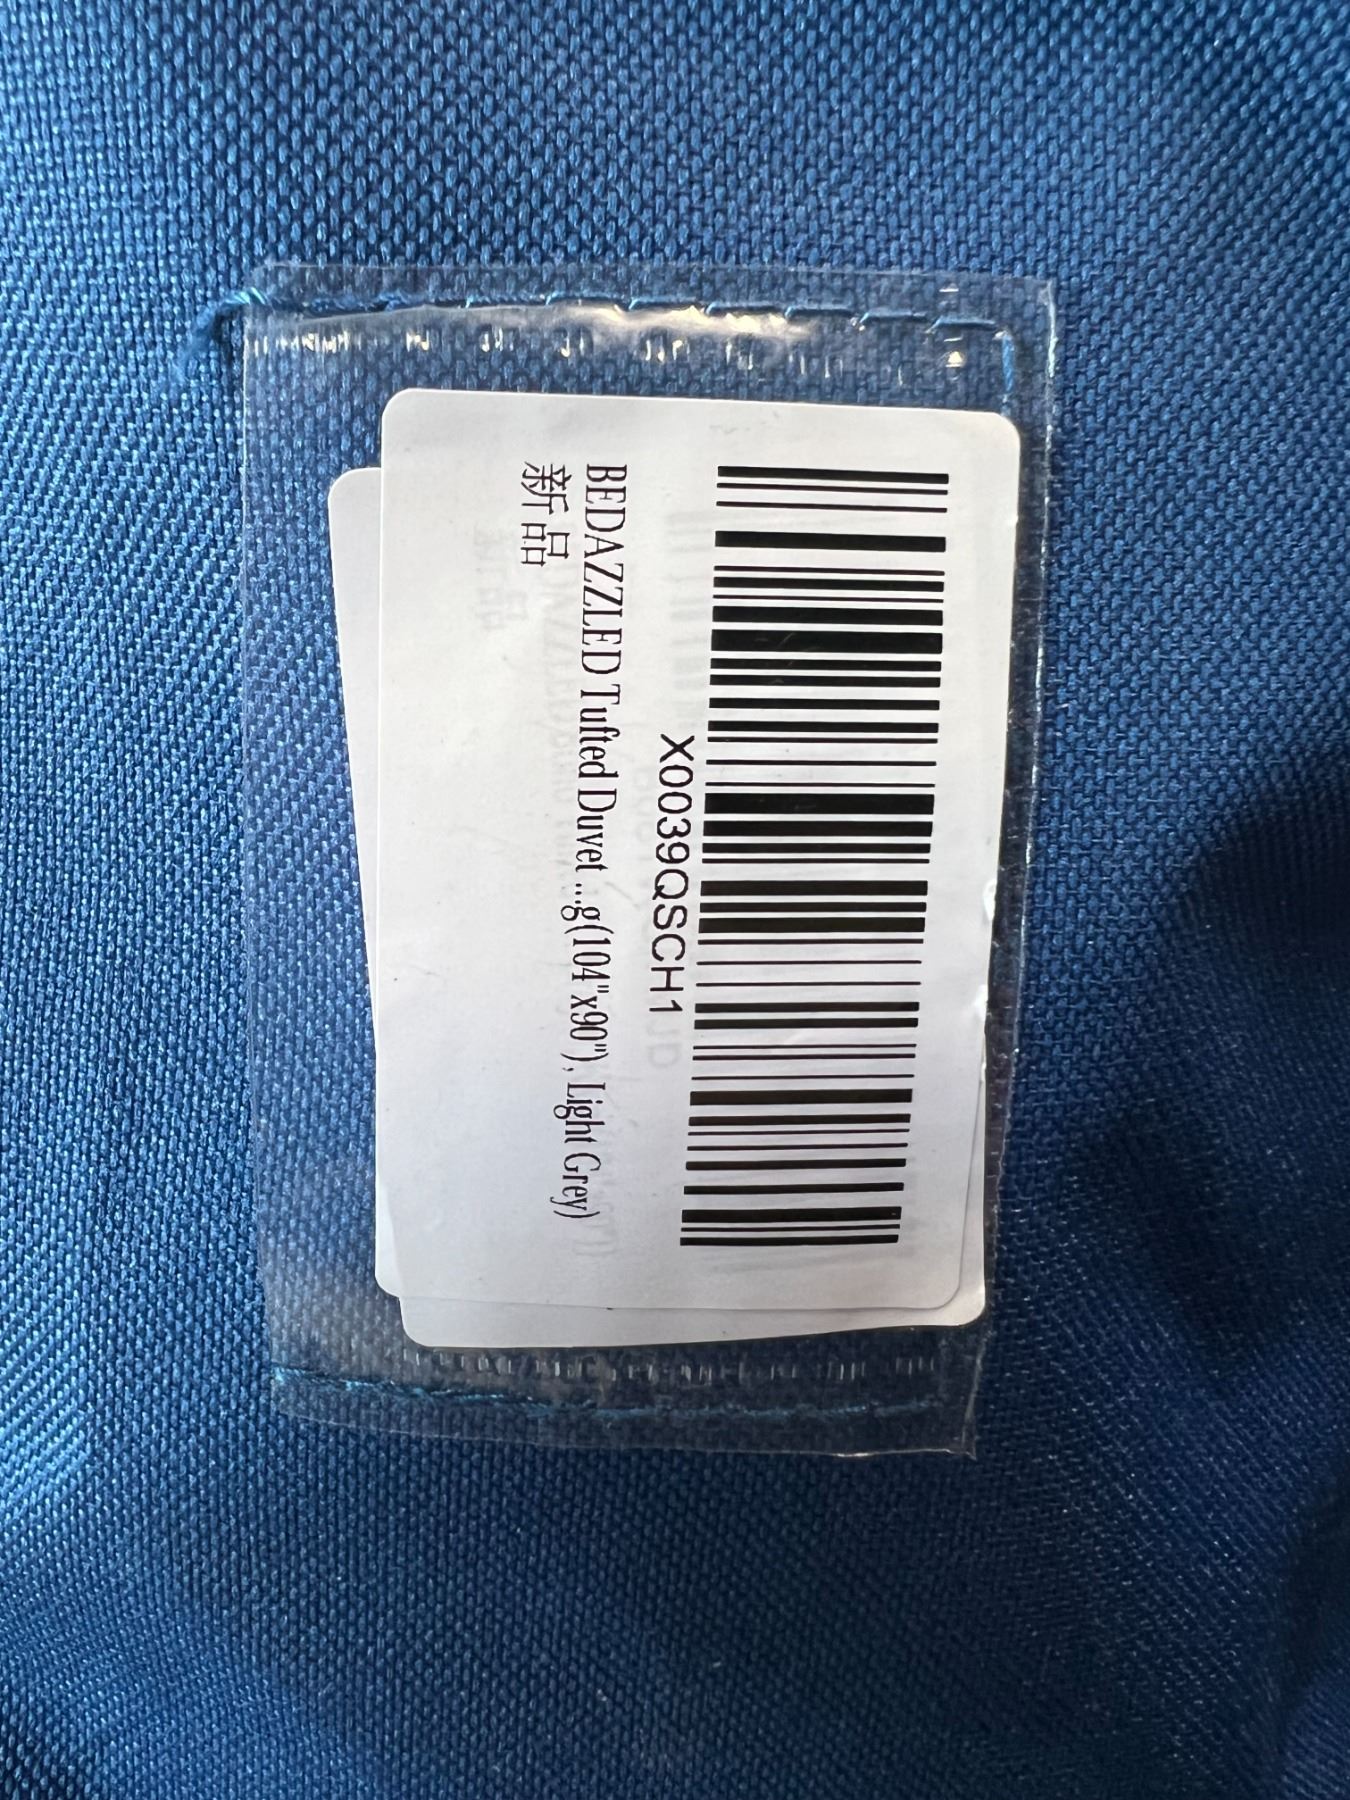 X0039QSCH1
BEDAZZLED Tufted Duvet ...g(104"x90"), Light Grey)
新品